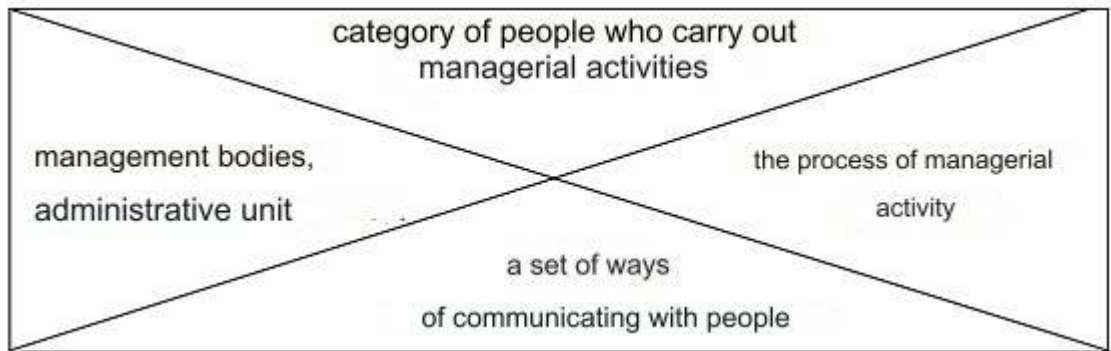 category of people who carry out
managerial activities
management bodies,
administrative unit
the process of managerial
activity
a set of ways
of communicating with people